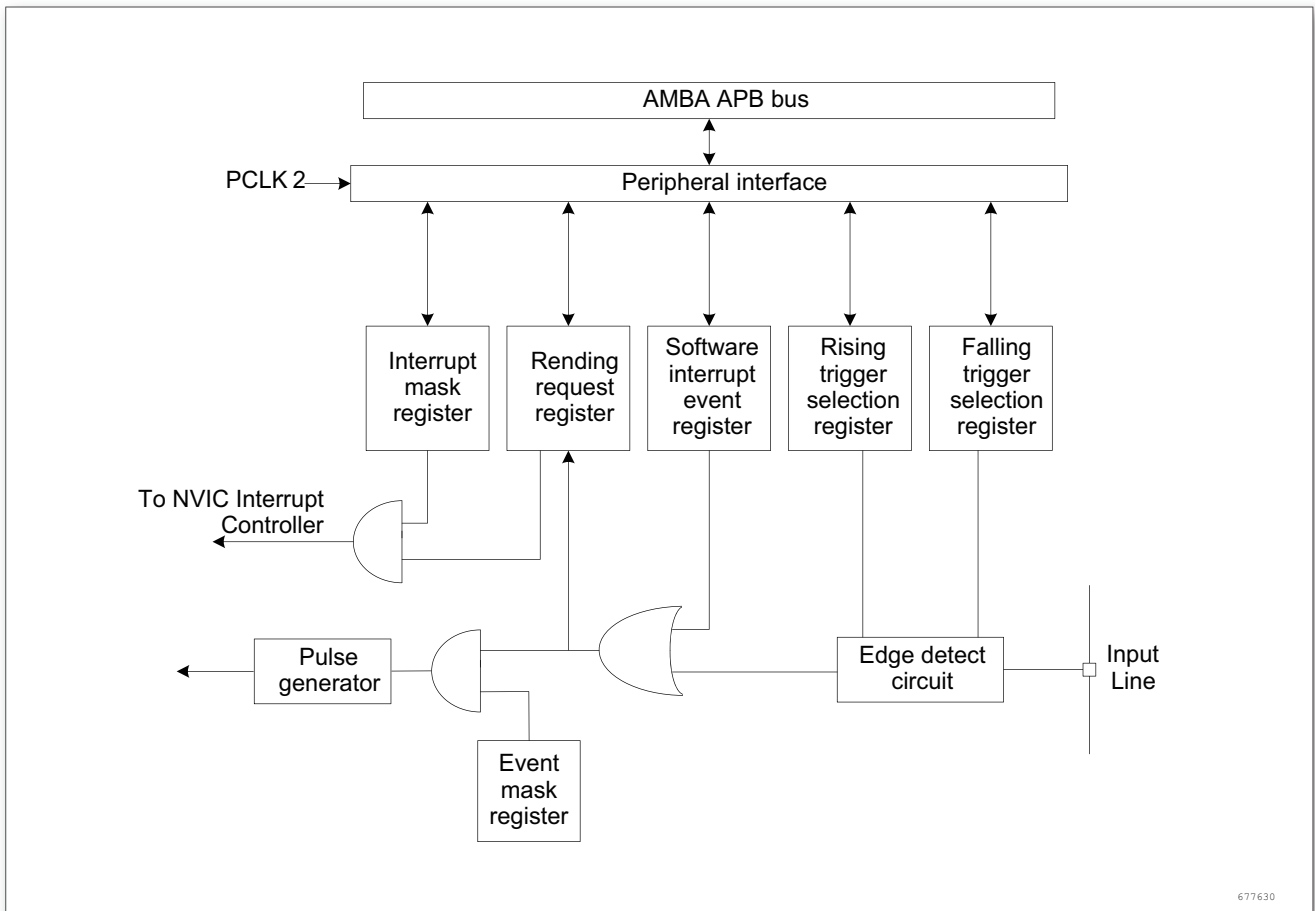 AMBA APB bus
PCLK 2
Peripheral interface
Interrupt
mask
register
Rending
request
register
Software
interrupt
event
register
Rising
trigger
selection
register
Falling
trigger
selection
register
To NVIC Interrupt
Controller
Pulse
generator
Edge detect
circuit
Input
Line
Event
mask
register
677630